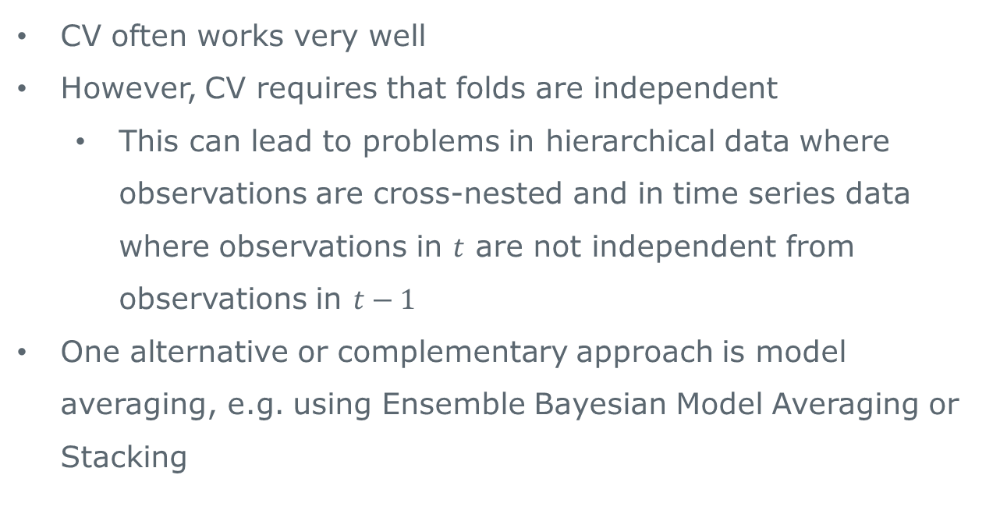 • CV often works very well
• However, CV requires that folds are independent
• This can lead to problems in hierarchical data where
observations are cross-nested and in time series data
where observations in t are not independent from
observations in t − 1
• One alternative or complementary approach is model
averaging, e.g. using Ensemble Bayesian Model Averaging or
Stacking